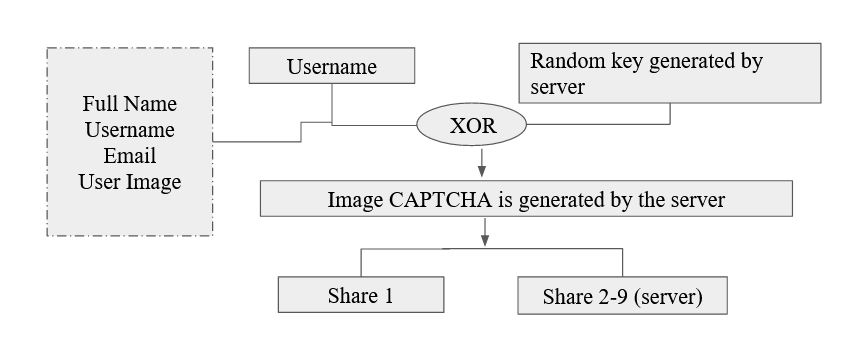 Full Name
Username
Email
User Image
Username
Random key generated by
server
XOR
Image CAPTCHA is generated by the server
Share 1
Share 2-9 (server)